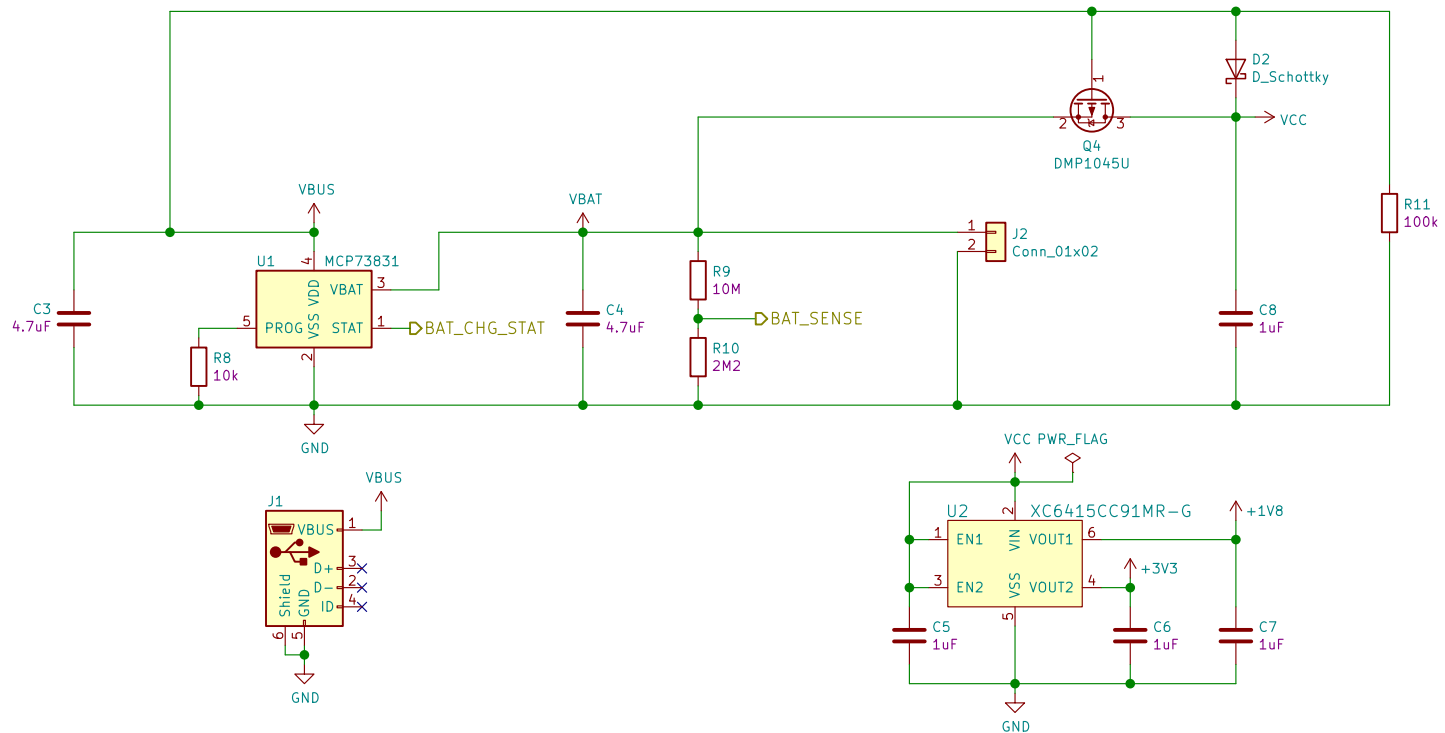 1
D2
D_Schottky
2
3
VCC
Q4
DMP1045U
VBUS
VBAT
R11
100k
1
2
J2
Conn_01x02
U1
4
MCP73831
VDD
VBAT
3
R9
10M
C3
4.7uF
5
PROG
VSS
STAT
1
BAT_CHG_STAT
C4
4.7uF
BAT_SENSE
C8
1uF
2
R8
10k
R10
2M2
GND
VCC
PWR_FLAG
VBUS
J1
VBUS
1
D+
3
D-
2
ID
4
Shield
GND
6
5
GND
U2
2
XC6415CC91MR-G
+1V8
1
EN1
VIN
VOUT1
6
+3V3
3
EN2
VSS
VOUT2
4
5
C5
1uF
C6
1uF
C7
1uF
GND